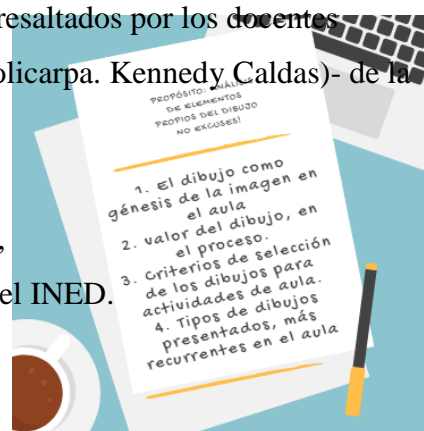 resaltados por los docentes
olicarpa. Kennedy Caldas)- de la
,
el INED.
PROPÓSITO: ANÁLISIS
DE ELEMENTOS
PROPIOS DEL DIBUJO
NO EXCUSES!
1. El dibujo como
génesis de la imagen en
el aula
2. valor del dibujo, en
el proceso.
3. Criterios de selección
de los dibujos para
actividades de aula.
4. Tipos de dibujos
presentados, más
recurrentes en el aula